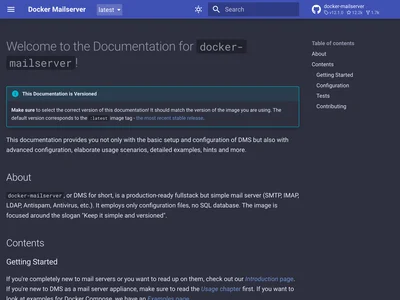 Docker Mailserver
latest
Search
docker-mailserver
v12.1.0 12.2k 1.7k
Welcome to the Documentation for docker-
mailserver!
Table of contents
About
Contents
Getting Started
Configuration
Tests
Contributing
This Documentation is Versioned
Make sure to select the correct version of this documentation! It should match the version of the image you are using. The
default version corresponds to the :latest image tag - the most recent stable release.
This documentation provides you not only with the basic setup and configuration of DMS but also with
advanced configuration, elaborate usage scenarios, detailed examples, hints and more.
About
docker-mailserver, or DMS for short, is a production-ready fullstack but simple mail server (SMTP, IMAP,
LDAP, Antispam, Antivirus, etc.). It employs only configuration files, no SQL database. The image is
focused around the slogan "Keep it simple and versioned".
Contents
Getting Started
If you're completely new to mail servers or you want to read up on them, check out our Introduction page.
If you're new to DMS as a mail server appliance, make sure to read the Usage chapter first. If you want to
look at examples for Docker Compose, we have an Examples page.